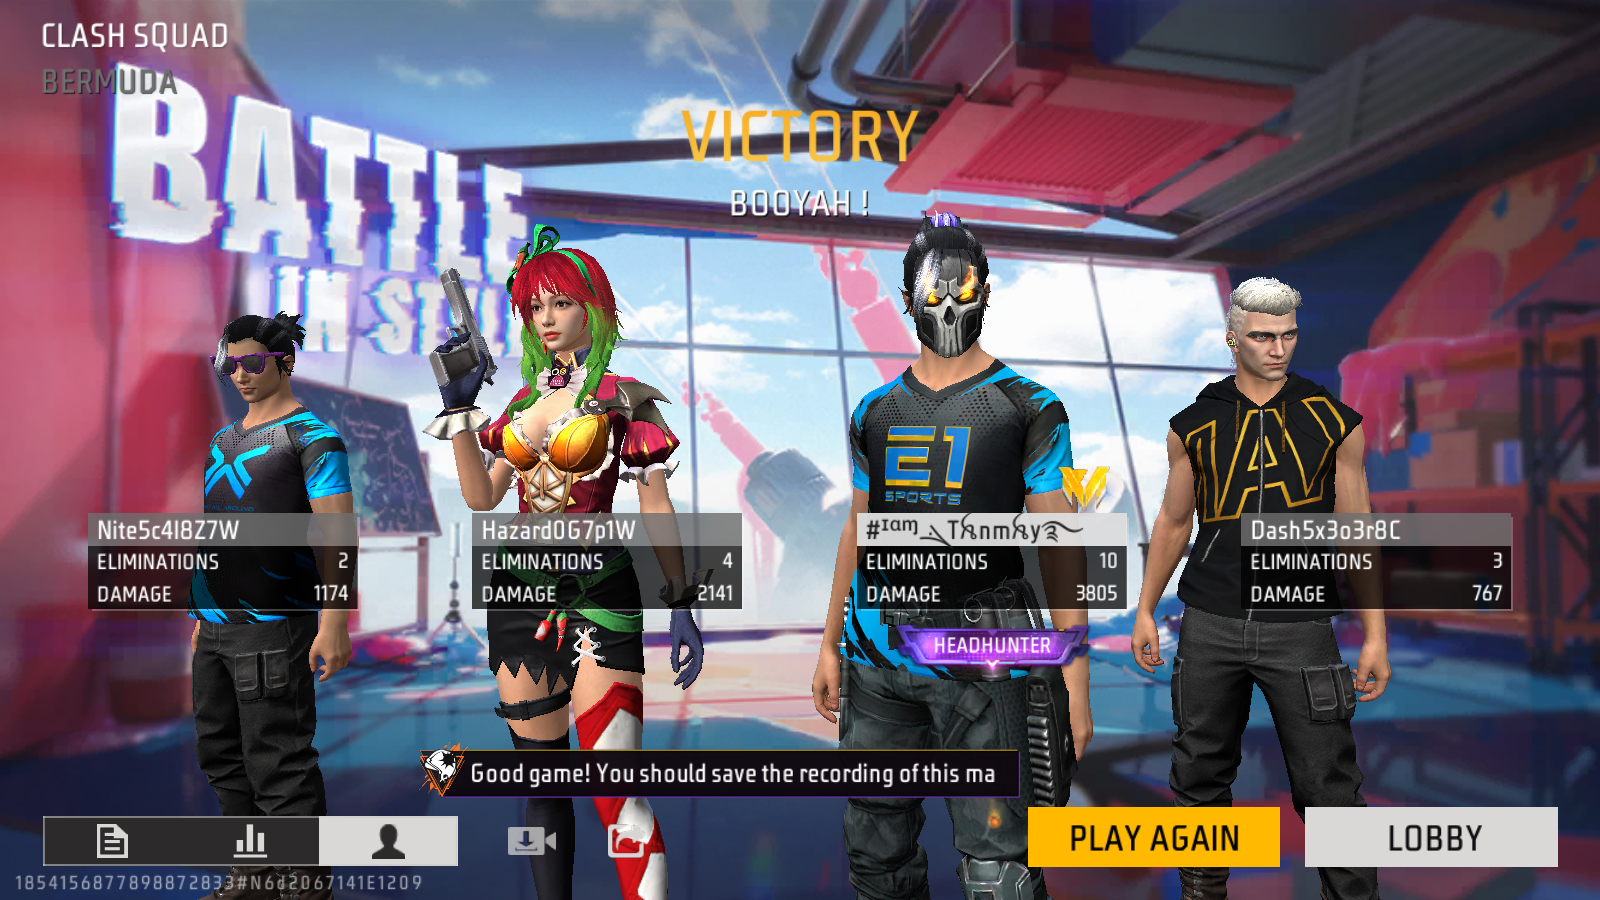 CLASH SQUAD
BERMUDA
BATTLE
IN
VICTORY
BOOYAH !
E1
SPORTS
Nite5c4l8Z7W
ELIMINATIONS 2
DAMAGE 1174
Hazard0G7p1W
ELIMINATIONS 4
DAMAGE 2141
ELIMINATIONS 10
DAMAGE 3805
HEADHUNTER
Dash5x3o3r8C
ELIMINATIONS 3
DAMAGE 767
Good game! You should save the recording of this ma
PLAY AGAIN
LOBBY
1854156877898872833#N6d2067141E1209